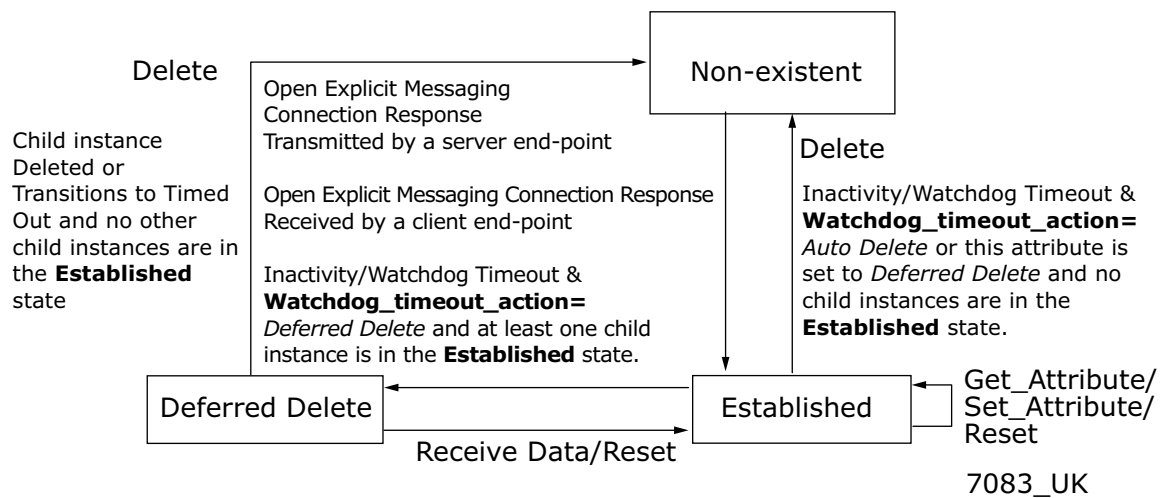 Non-existent
Delete
Child instance
Deleted or
Transitions to Timed
Out and no other
child instances are in
the Established
state
Open Explicit Messaging
Connection Response
Transmitted by a server end-point
Open Explicit Messaging Connection Response
Received by a client end-point
Inactivity/Watchdog Timeout &
Watchdog_timeout_action=
Deferred Delete and at least one child
instance is in the Established state.
Delete
Inactivity/Watchdog Timeout &
Watchdog_timeout_action=
Auto Delete or this attribute is
set to Deferred Delete and no
child instances are in the
Established state.
Deferred Delete
Established
Get_Attribute/
Set_Attribute/
Reset
Receive Data/Reset
7083_UK